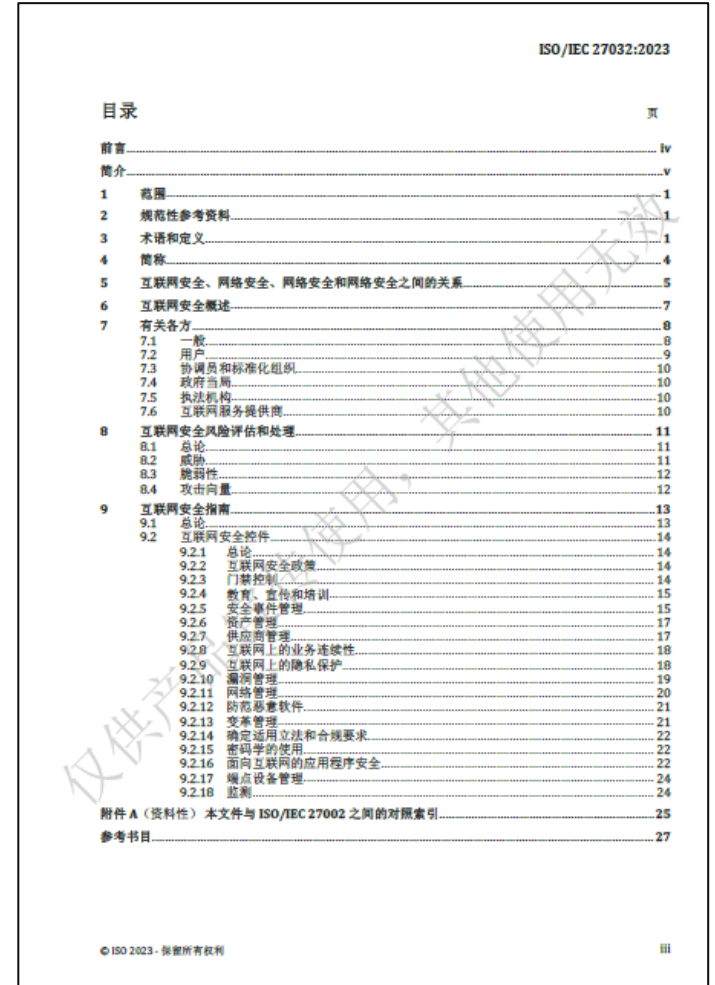 ISO/IEC 27032:2023
目录 页
前言 iv
简介 v
1 范围 1
2 规范性参考资料 1
3 术语和定义 1
4 简称 4
5 互联网安全、网络安全、网络安全和网络安全之间的关系 5
6 互联网安全概述 7
7 有关各方 8
7.1 一般 8
7.2 用户 9
7.3 协调员和标准化组织 10
7.4 政府当局 10
7.5 执法机构 10
7.6 互联网服务提供商 10
8 互联网安全风险评估和处理 11
8.1 总论 11
8.2 威胁 11
8.3 脆弱性 12
8.4 攻击向量 12
9 互联网安全指南 13
9.1 总论 13
9.2 互联网安全控件 14
9.2.1 总论 14
9.2.2 互联网安全政策 14
9.2.3 门禁控制 14
9.2.4 教育、宣传和培训 15
9.2.5 安全事件管理 15
9.2.6 资产管理 17
9.2.7 供应商管理 17
9.2.8 互联网上的业务连续性 18
9.2.9 互联网上的隐私保护 18
9.2.10 漏洞管理 19
9.2.11 网络管理 20
9.2.12 防范恶意软件 21
9.2.13 变革管理 21
9.2.14 确定适用立法和合规要求 22
9.2.15 密码学的使用 22
9.2.16 面向互联网的应用程序安全 22
9.2.17 端点设备管理 24
9.2.18 监测 24
附件 A（资料性） 本文件与 ISO/IEC 27002 之间的对照索引 25
参考书目 27
© ISO 2023 - 保留所有权利 iii
仅供产品宣传使用，其他使用无效